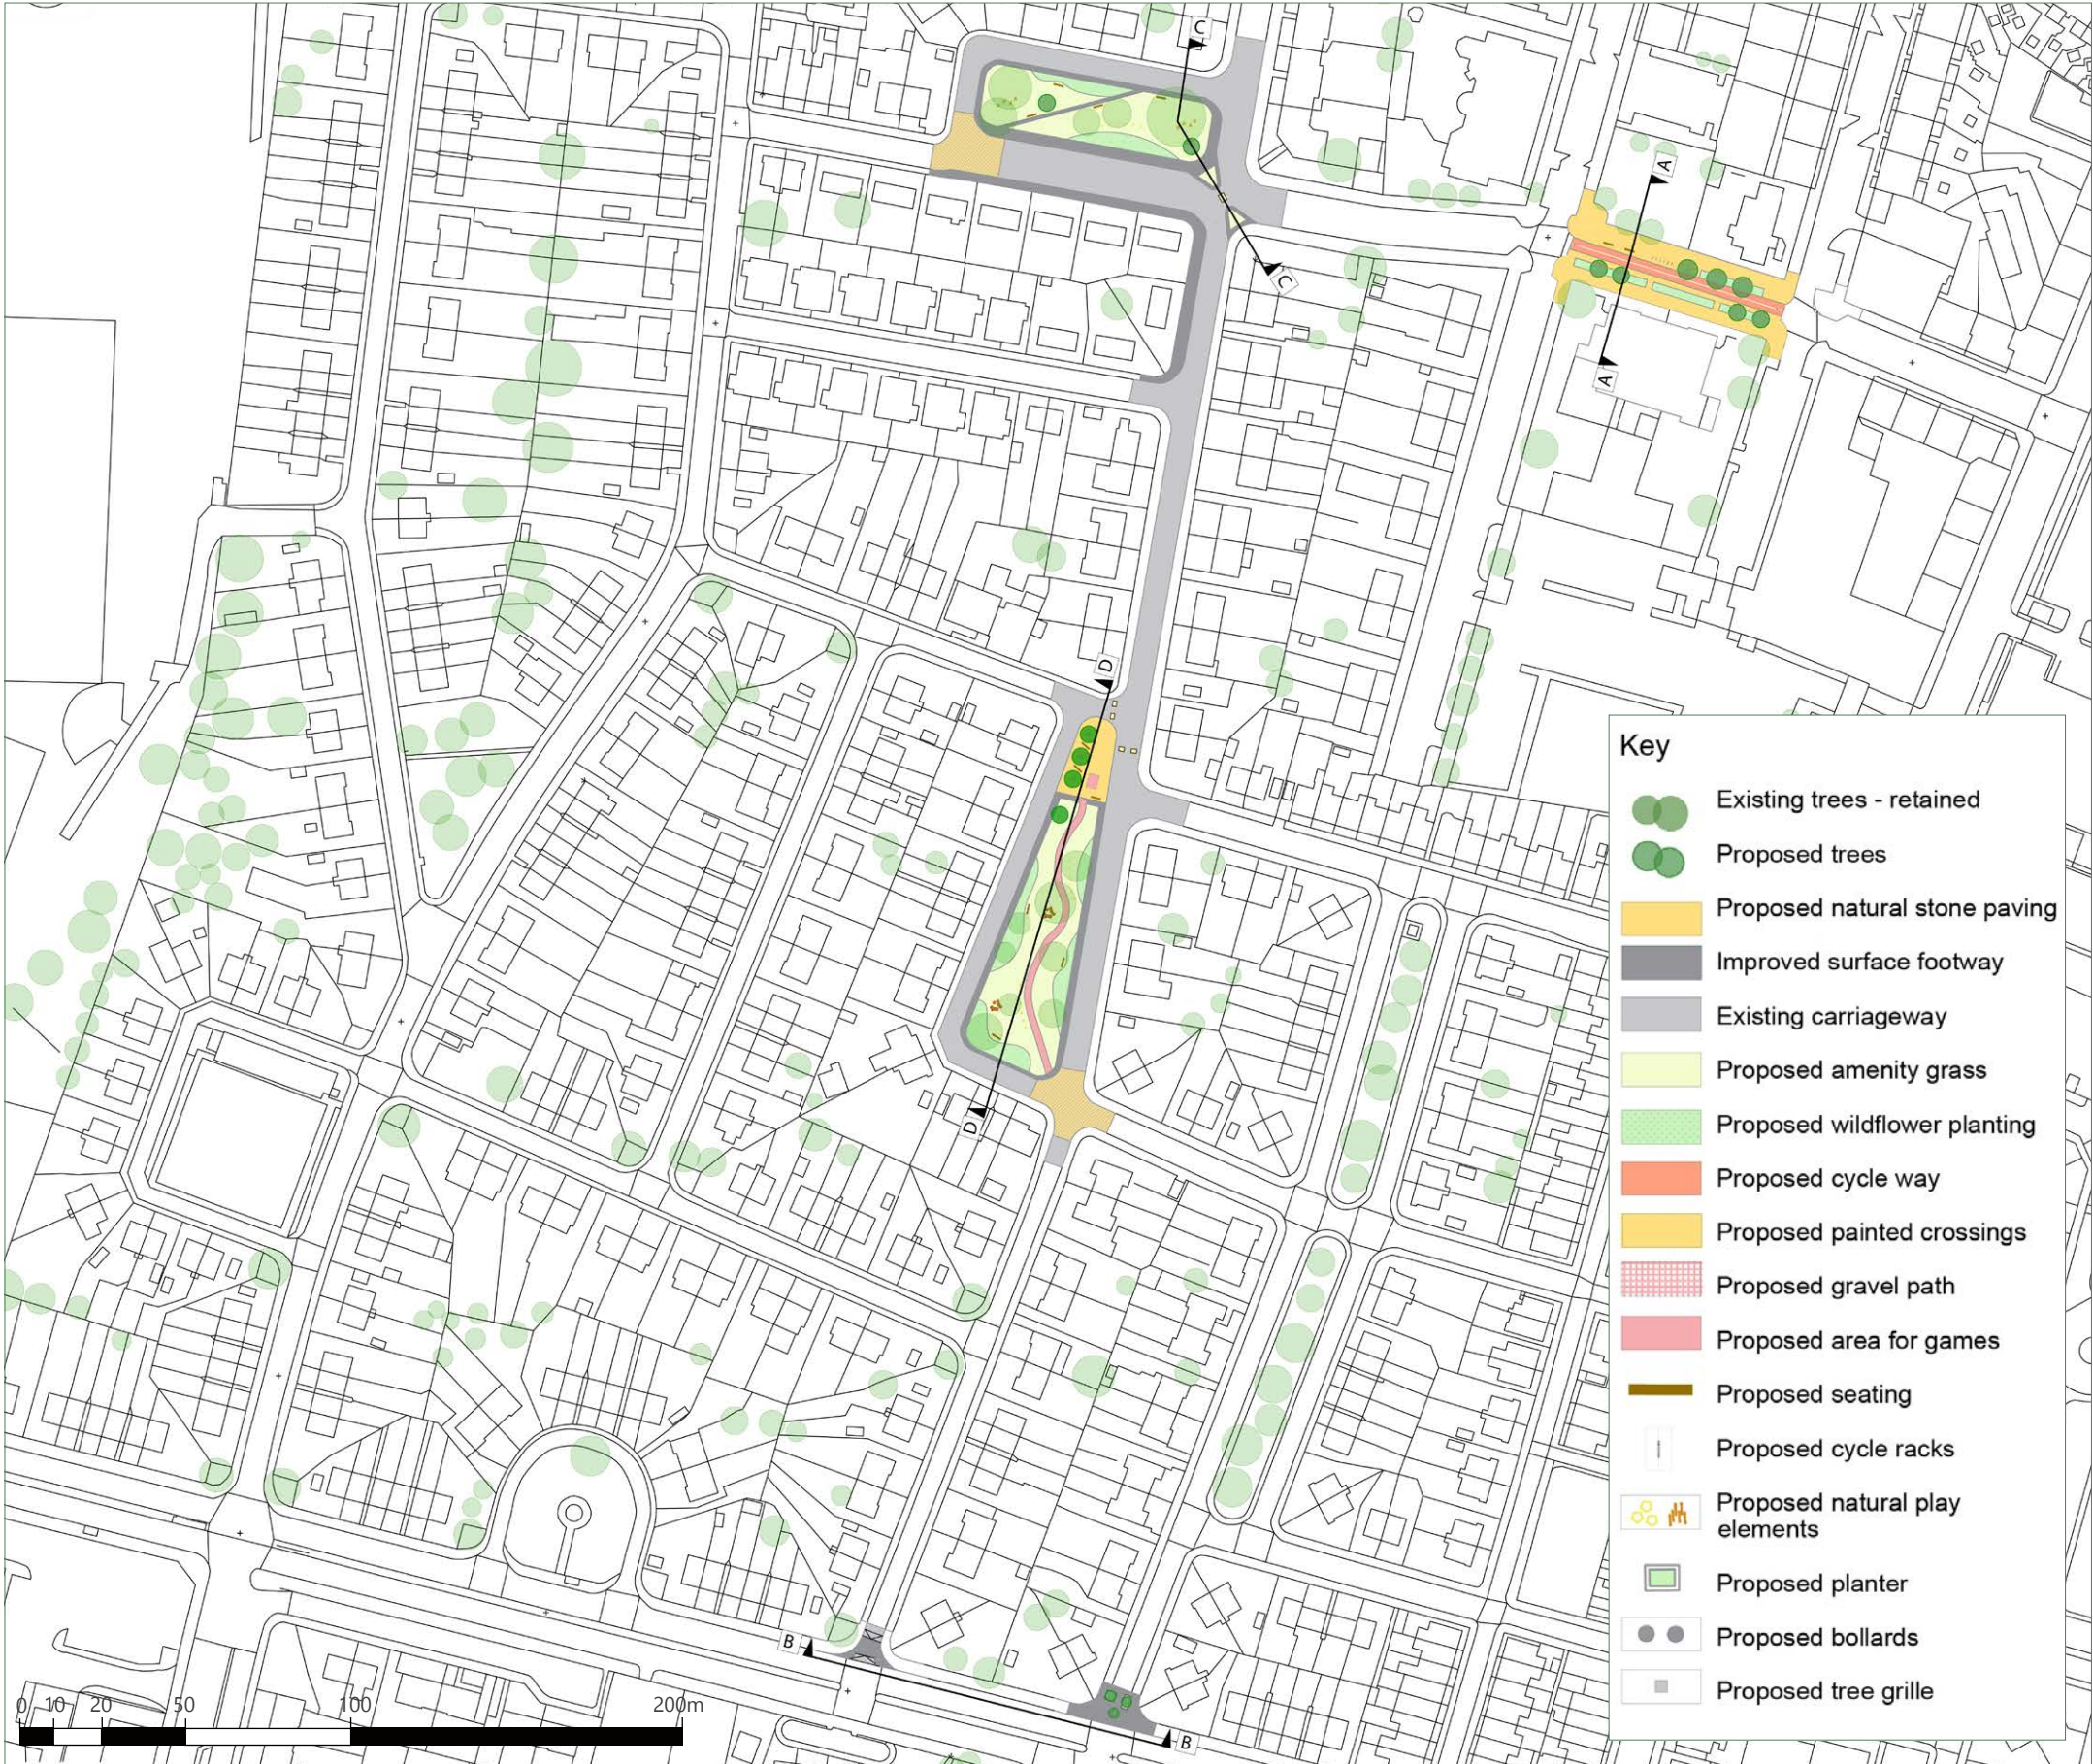 C
A
C
A
D
Key
Existing trees - retained
Proposed trees
Proposed natural stone paving
Improved surface footway
Existing carriageway
Proposed amenity grass
Proposed wildflower planting
Proposed cycle way
Proposed painted crossings
Proposed gravel path
Proposed area for games
Proposed seating
Proposed cycle racks
Proposed natural play
elements
Proposed planter
Proposed bollards
Proposed tree grille
D
B
B
0 10 20 50 100 200m